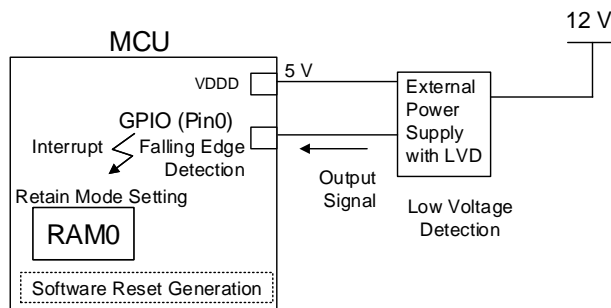 12 V
MCU
VDDD
5 V
External
Power
Supply
with LVD
GPIO (Pin0)
Interrupt
Falling Edge
Detection
Output
Signal
Low Voltage
Detection
Retain Mode Setting
RAM0
Software Reset Generation